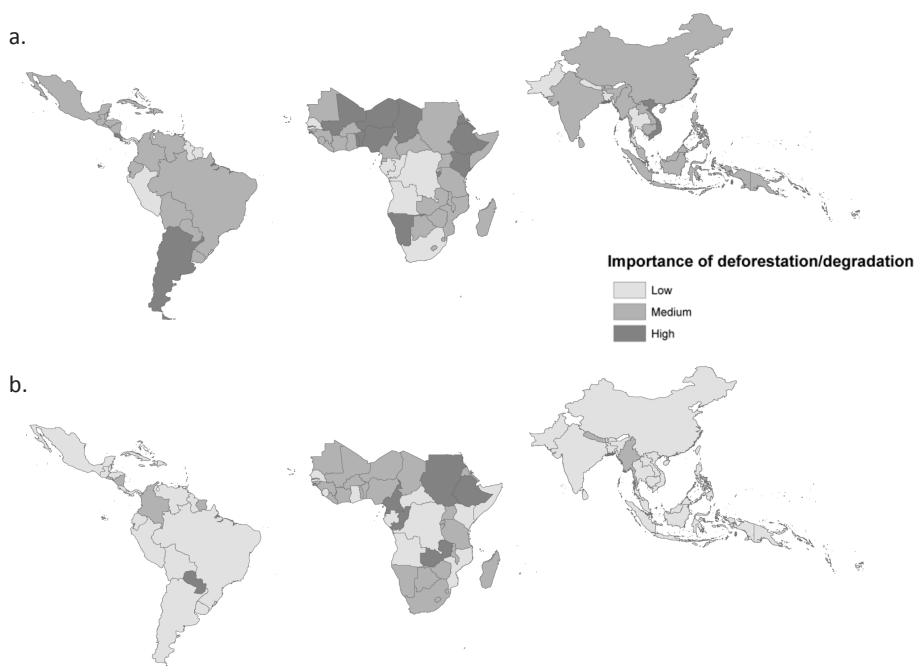 a.
Importance of deforestation/degradation
Low
Medium
High
b.